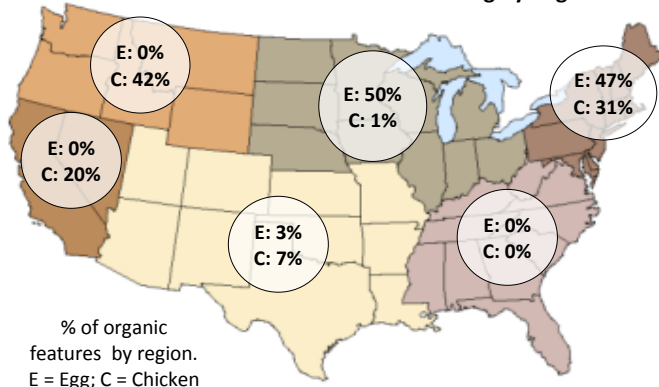 E: 0%
C: 42%
E: 50%
C: 1%
E: 47%
C: 31%
E: 0%
C: 20%
E: 3%
C: 7%
E: 0%
C: 0%
% of organic
features by region.
E = Egg; C = Chicken